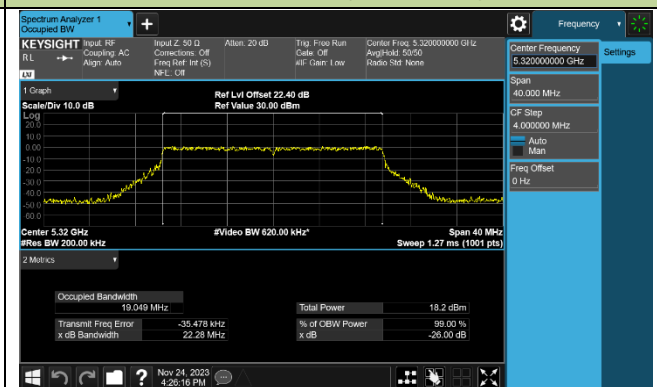 Spectrum Analyzer 1
Occupied BW
+
Frequency
KEYSIGHT
RL
LXI
Input: RF
Coupling: AC
Align: Auto
Input Z: 50 Ω
Corrections: Off
Freq Ref: Int (S)
NFE: Off
Atten: 20 dB
Trig: Free Run
Gate: Off
#IF Gain: Low
Center Freq: 5.320000000 GHz
Avg|Hold: 50/50
Radio Std: None
Center Frequency
5.320000000 GHz
Settings
Span
40.000 MHz
CF Step
4.000000 MHz
Auto
Man
Freq Offset
0 Hz
1 Graph
Scale/Div 10.0 dB
Ref Lvl Offset 22.40 dB
Ref Value 30.00 dBm
Log
20.0
10.0
0.00
-10.0
-20.0
-30.0
-40.0
-50.0
-60.0
Center 5.32 GHz
#Res BW 200.00 kHz
#Video BW 620.00 kHz*
Span 40 MHz
Sweep 1.27 ms (1001 pts)
2 Metrics
Occupied Bandwidth
19.049 MHz
Total Power 18.2 dBm
Transmit Freq Error -35.478 kHz
% of OBW Power 99.00 %
x dB Bandwidth 22.28 MHz
x dB -26.00 dB
?
Nov 24, 2023
4:26:16 PM